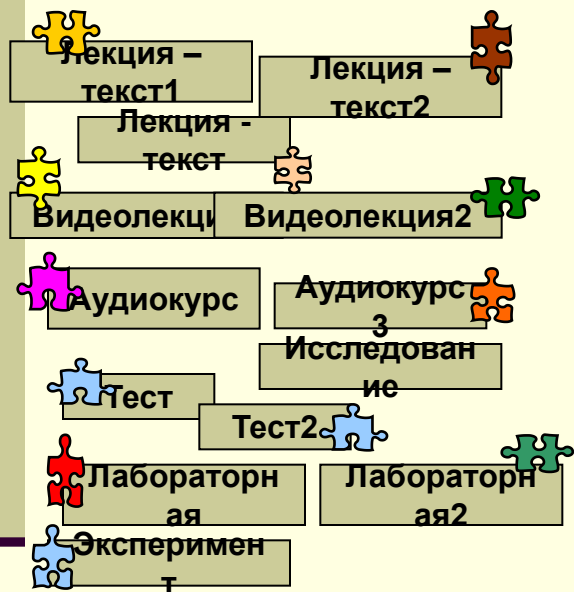 Лекция –
текст1
Лекция –
текст2
Лекция -
текст
Видеолекци
Видеолекция2
Аудиокурс
Аудиокурс
3
Исследован
ие
Тест
Тест2
Лабораторн
ая
Лабораторн
ая2
Эксперимен
т